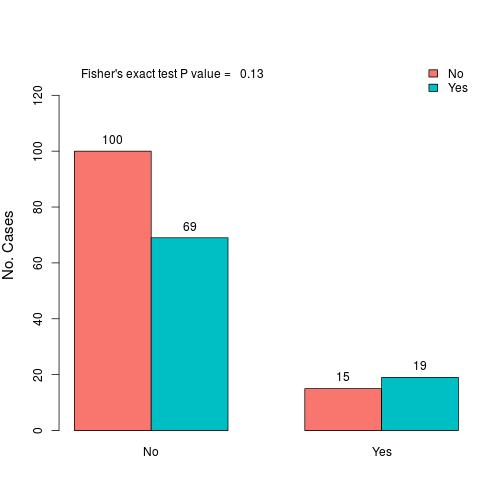 Fisher's exact test P value = 0.13
No
Yes
No. Cases
120
100
80
60
40
20
0
100
69
15
19
No
Yes